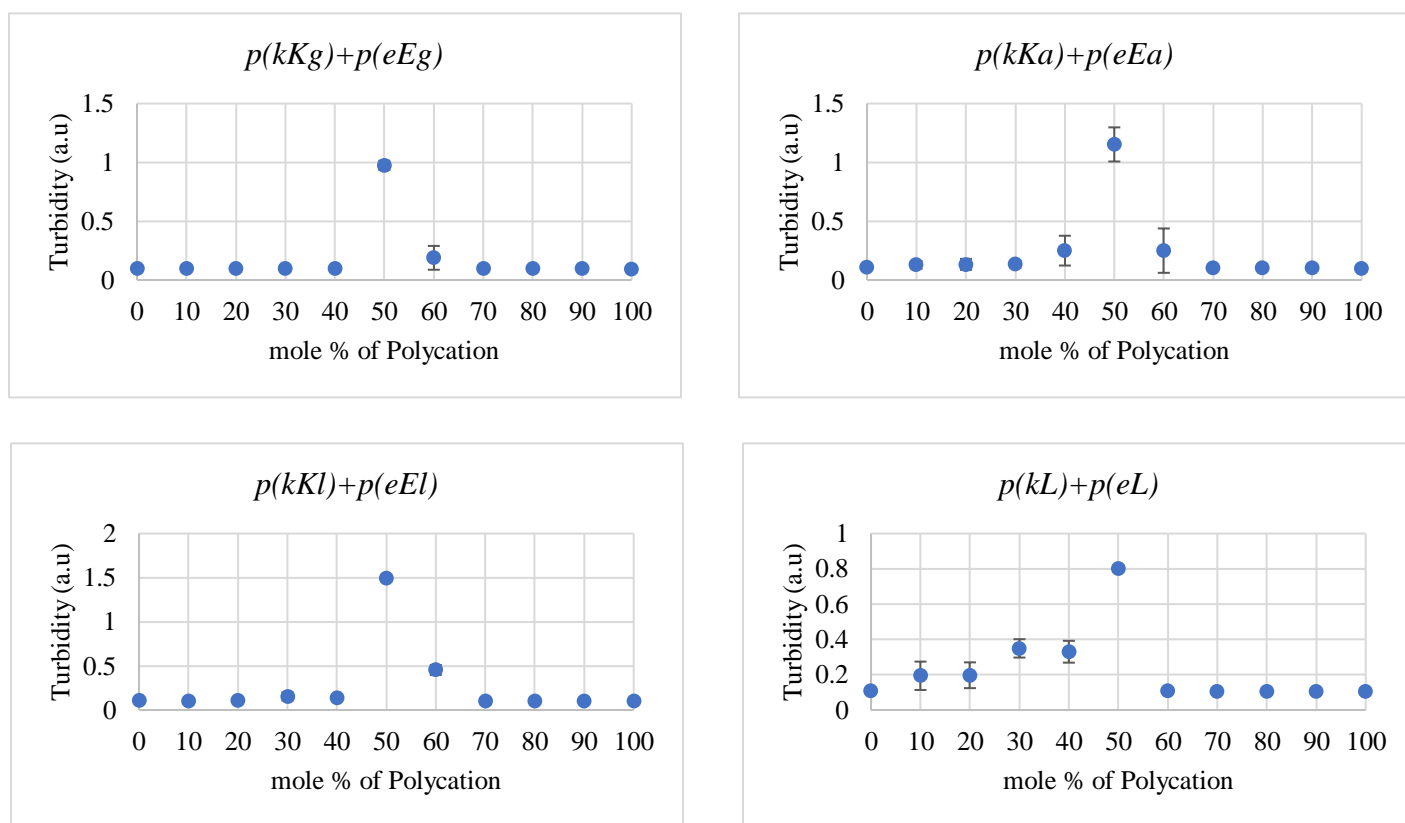 p(kKg)+p(eEg)
Turbidity (a.u)
1.5
1
0.5
0
0 10 20 30 40 50 60 70 80 90 100
mole % of Polycation
p(kKa)+p(eEa)
Turbidity (a.u)
1.5
1
0.5
0
0 10 20 30 40 50 60 70 80 90 100
mole % of Polycation
p(kKl)+p(eEl)
Turbidity (a.u)
2
1.5
1
0.5
0
0 10 20 30 40 50 60 70 80 90 100
mole % of Polycation
p(kL)+p(eL)
Turbidity (a.u)
1
0.8
0.6
0.4
0.2
0
0 10 20 30 40 50 60 70 80 90 100
mole % of Polycation